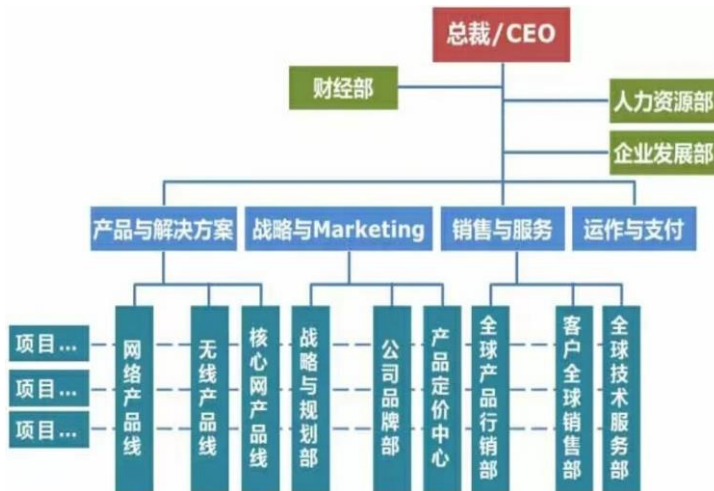 总裁/CEO
财经部
人力资源部
企业发展部
产品与解决方案
战略与Marketing
销售与服务
运作与支付
项目...
项目...
项目...
网络产品线
无线产品线
核心网产品线
战略与规划部
公司品牌部
产品定价中心
全球产品行销部
客户全球销售部
全球技术服务部